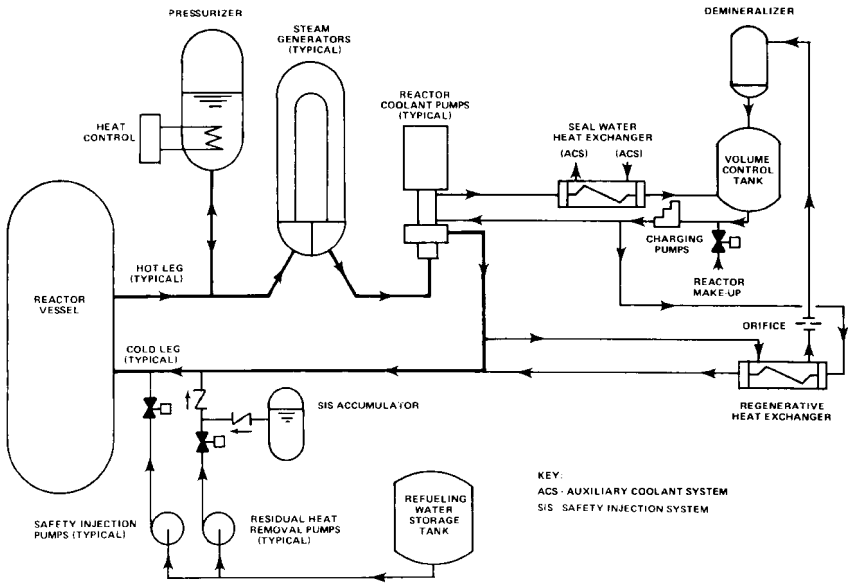 PRESSURIZER
STEAM
GENERATORS
(TYPICAL)
DEMINERALIZER
REACTOR
COOLANT PUMPS
(TYPICAL)
HEAT
CONTROL
SEAL WATER
HEAT EXCHANGER
(ACS)
(ACS)
VOLUME
CONTROL
TANK
CHARGING
PUMPS
REACTOR
MAKE-UP
HOT LEG
(TYPICAL)
REACTOR
VESSEL
ORIFICE
COLD LEG
(TYPICAL)
REGENERATIVE
HEAT EXCHANGER
SIS ACCUMULATOR
KEY:
ACS - AUXILIARY COOLANT SYSTEM
SIS SAFETY INJECTION SYSTEM
REFUELING
WATER
STORAGE
TANK
SAFETY INJECTION
PUMPS (TYPICAL)
RESIDUAL HEAT
REMOVAL PUMPS
(TYPICAL)